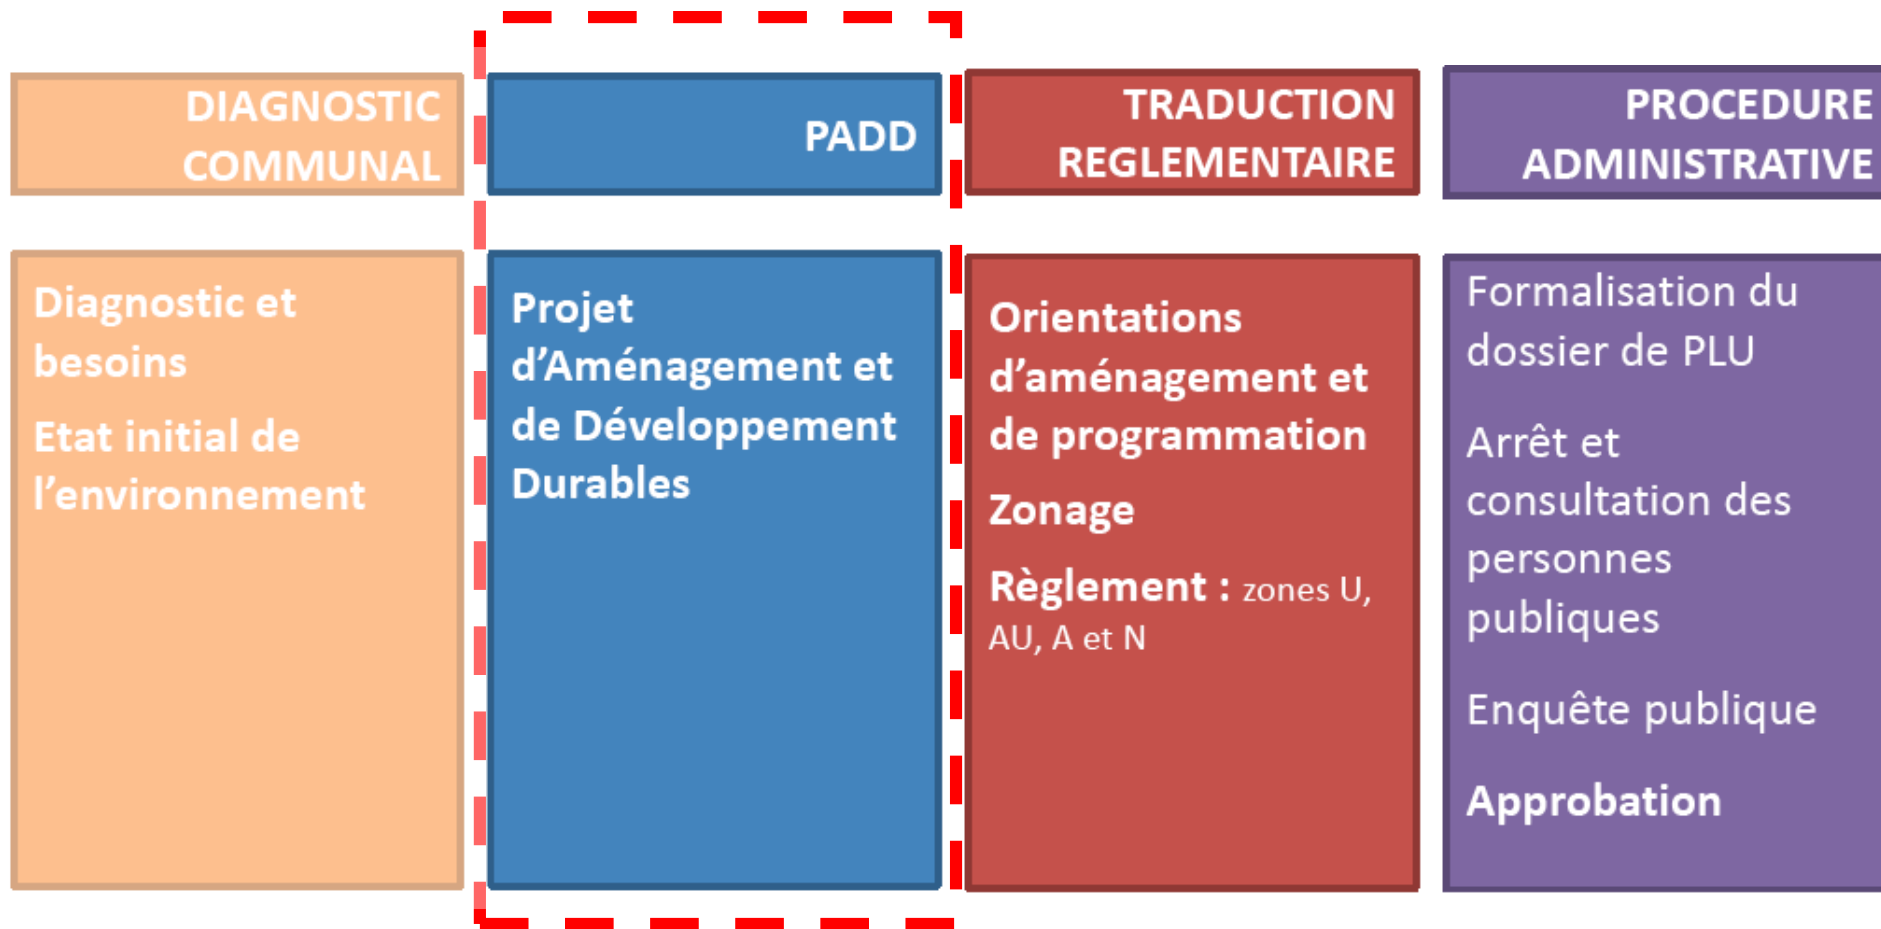 DIAGNOSTIC
COMMUNAL
Diagnostic et
besoins
Etat initial de
l'environnement
PADD
Projet
d'Aménagement et
de Développement
Durables
TRADUCTION
REGLEMENTAIRE
Orientations
d'aménagement et
de programmation
Zonage
Règlement : zones U,
AU, A et N
PROCEDURE
ADMINISTRATIVE
Formalisation du
dossier de PLU
Arrêt et
consultation des
personnes
publiques
Enquête publique
Approbation